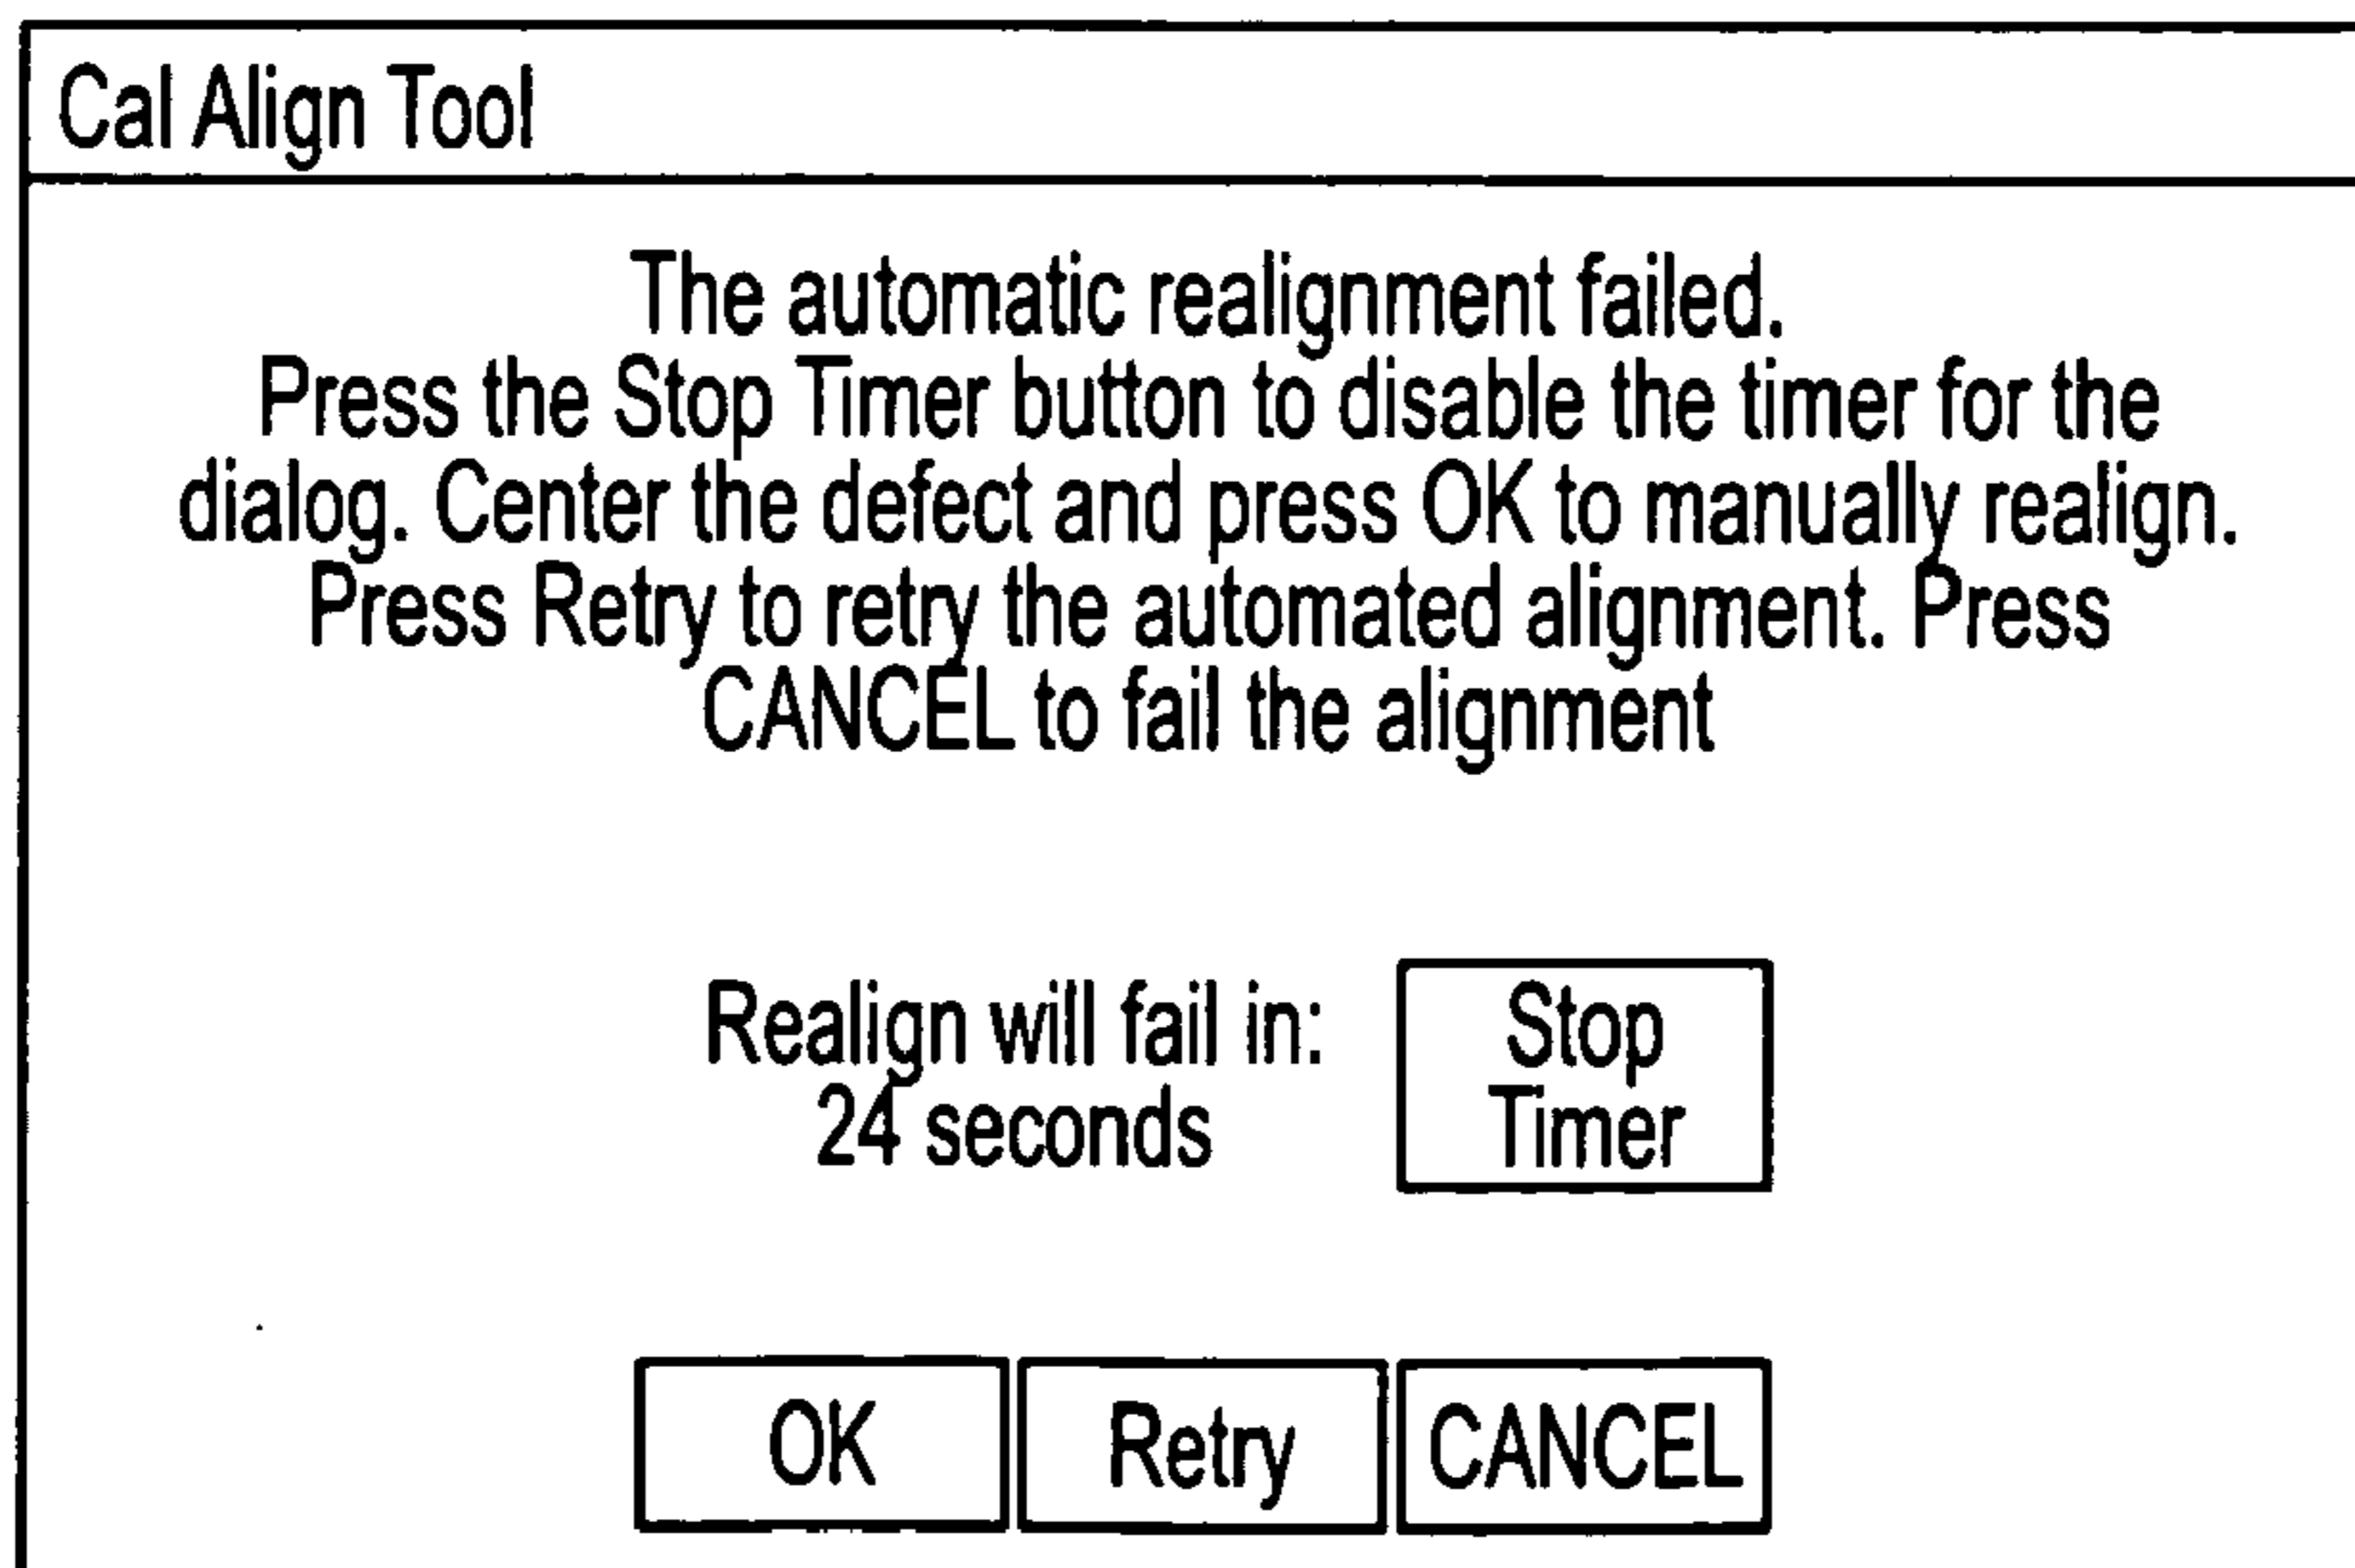 Cal Align Tool
The automatic realignment failed.
Press the Stop Timer button to disable the timer for the
dialog. Center the defect and press OK to manually realign.
Press Retry to retry the automated alignment. Press
CANCEL to fail the alignment
Realign will fail in:
24 seconds
Stop
Timer
OK
Retry
CANCEL